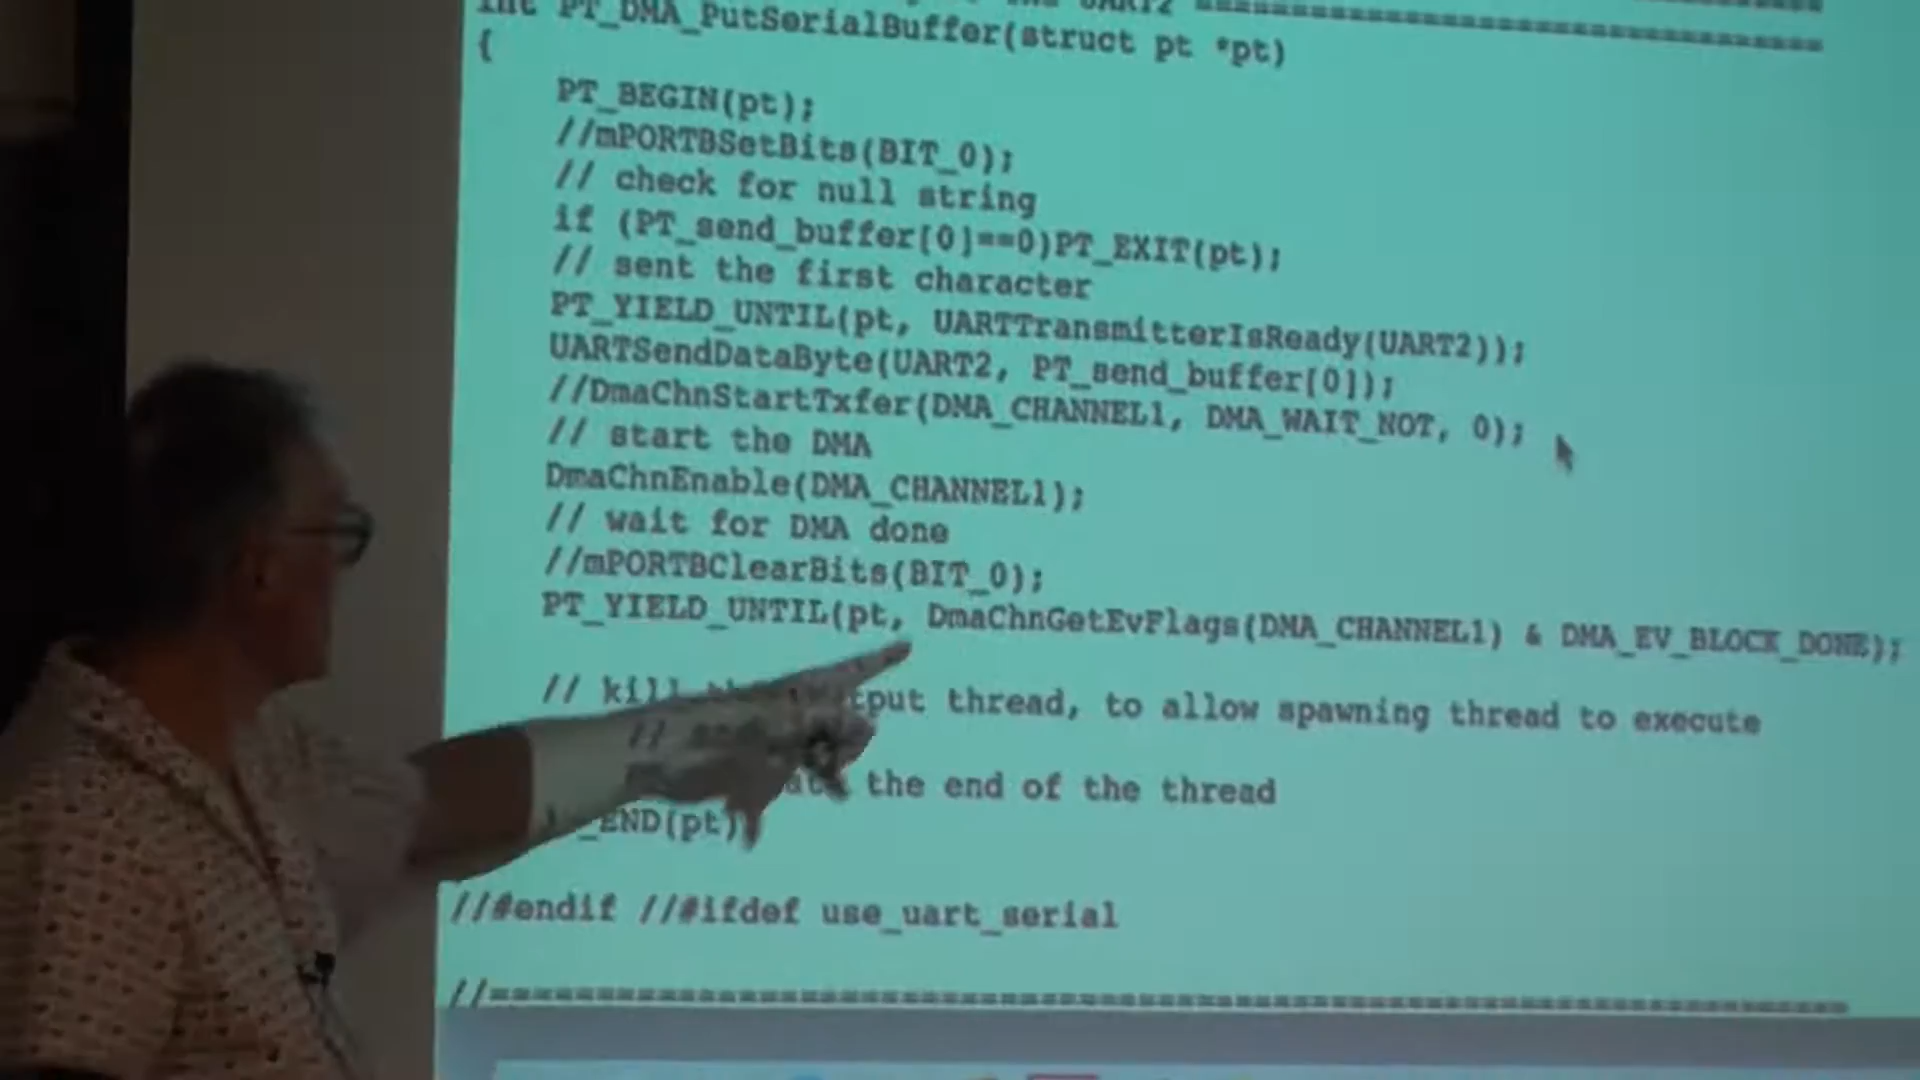 int PT_DMA_PutSerialBuffer(struct pt *pt)
{
PT_BEGIN(pt);
//mPORTBSetBits(BIT_0);
// check for null string
if (PT_send_buffer[0]==0)PT_EXIT(pt);
// sent the first character
PT_YIELD_UNTIL(pt, UARTTransmitterIsReady(UART2));
UARTSendDataByte(UART2, PT_send_buffer[0]);
//DmaChnStartTxfer(DMA_CHANNEL1, DMA_WAIT_NOT, 0);
// start the DMA
DmaChnEnable(DMA_CHANNEL1);
// wait for DMA done
//mPORTBClearBits(BIT_0);
PT_YIELD_UNTIL(pt, DmaChnGetEvFlags(DMA_CHANNEL1) & DMA_EV_BLOCK_DONE);
// kill thread, to allow spawning thread to execute
//
the end of the thread
_END(pt)
//#endif //#ifdef use_uart_serial
//====================================================================